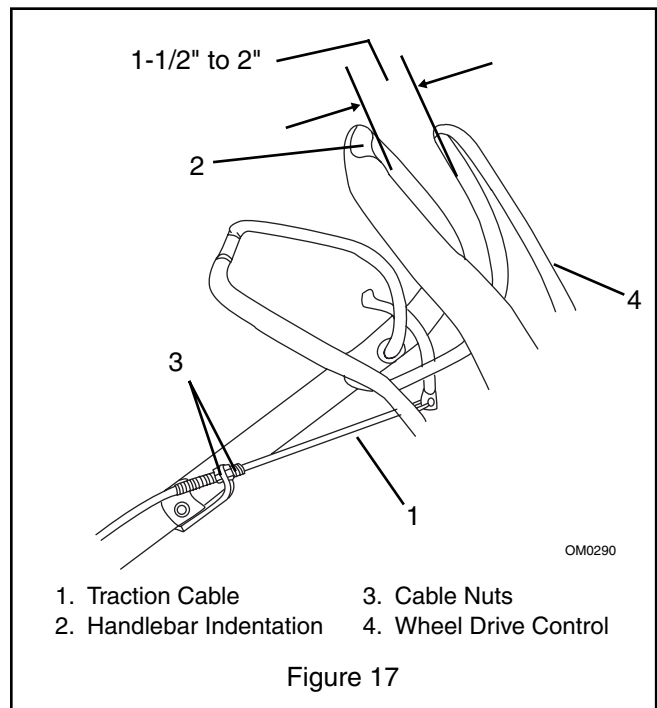 1-1/2" to 2"
2
4
3
1
OM0290
1. Traction Cable 3. Cable Nuts
2. Handlebar Indentation 4. Wheel Drive Control
Figure 17